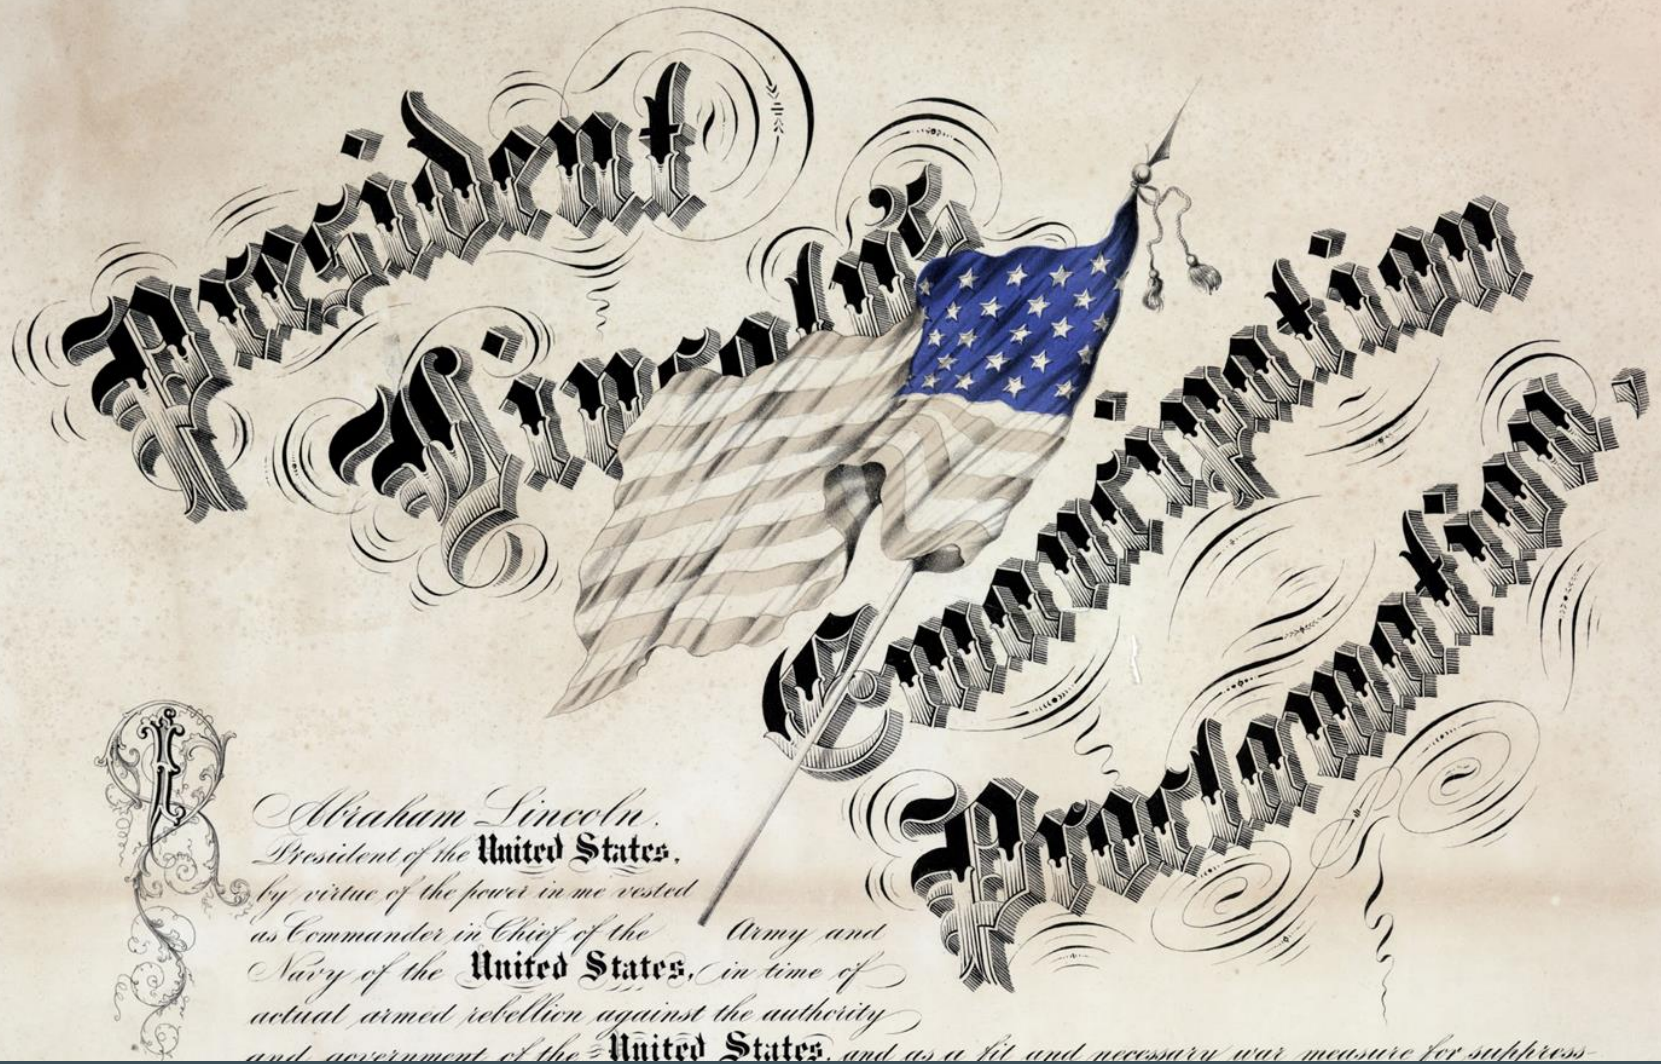 President
Lincoln's
Emancipation
Proclamation.
I Abraham Lincoln,
President of the United States,
by virtue of the power in me vested
as Commander in Chief of the Army and
Navy of the United States, in time of
actual armed rebellion against the authority
and government of the United States, and as a fit and necessary war measure for suppress-